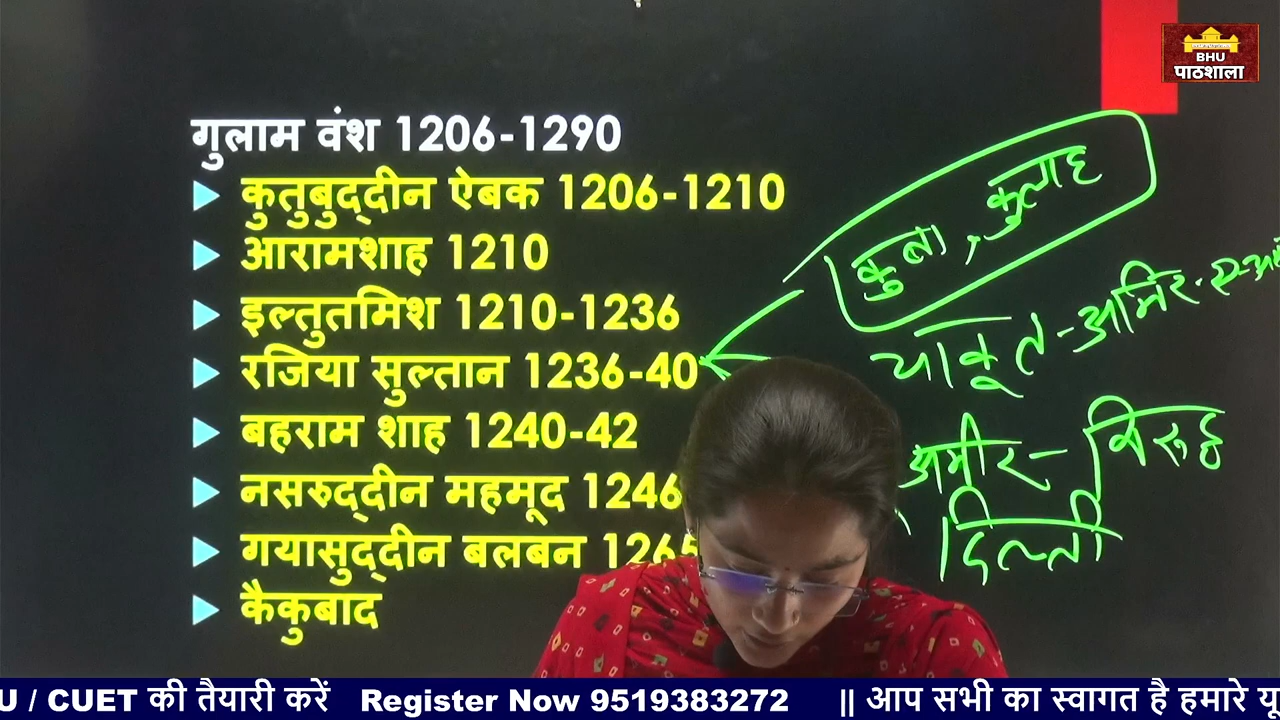 BHU
पाठशाला
गुलाम वंश 1206-1290
कुतुबुद्दीन ऐबक 1206-1210
आरामशाह 1210
इल्तुतमिश 1210-1236
रजिया सुल्तान 1236-40
बहराम शाह 1240-42
नसरुद्दीन महमूद 1246
गयासुद्दीन बलबन 1265
कैकुबाद
कुबा, कुलाह
याकूत-अमिर-
अमीर- विरुद्ध
दिल्ली
U / CUET की तैयारी करें Register Now 9519383272 || आप सभी का स्वागत है हमारे यू